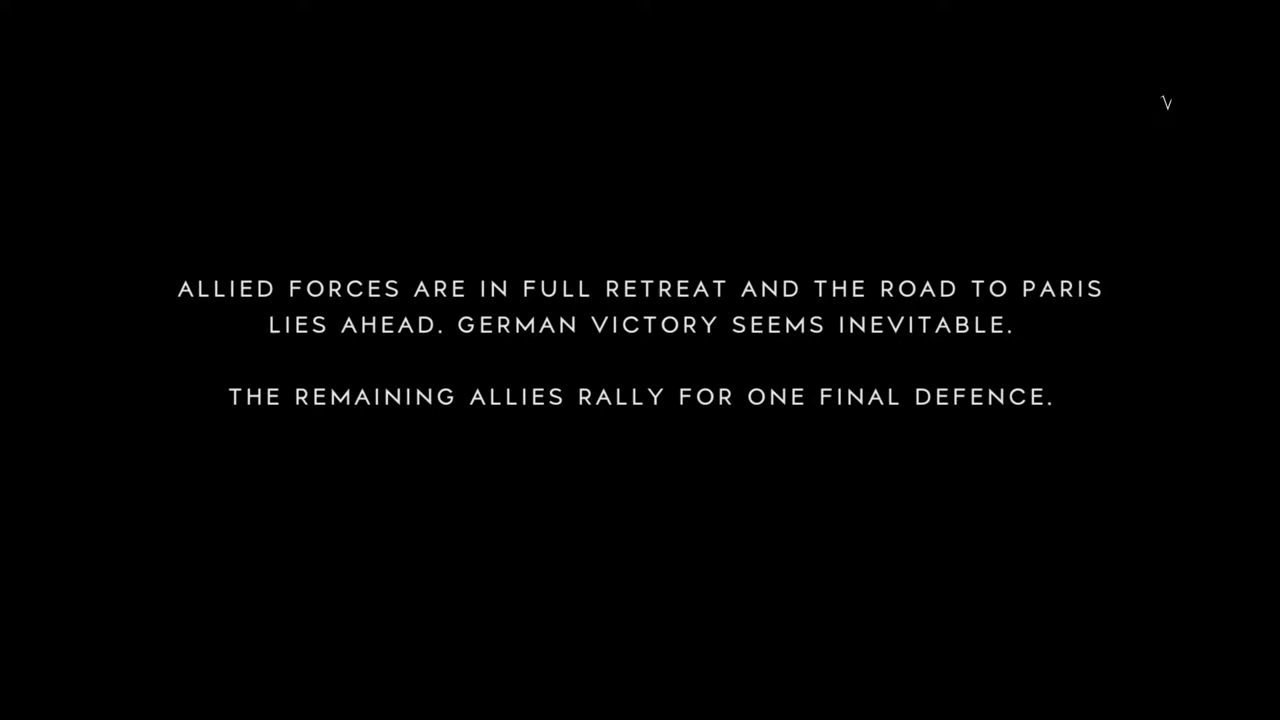 ALLIED FORCES ARE IN FULL RETREAT AND THE ROAD TO PARIS
LIES AHEAD. GERMAN VICTORY SEEMS INEVITABLE.
THE REMAINING ALLIES RALLY FOR ONE FINAL DEFENCE.